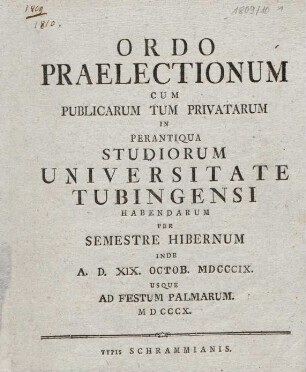 1809
1810.
1809/10
ORDO
PRAELECTIONUM
CUM
PUBLICARUM TUM PRIVATARUM
IN
PERANTIQUA
STUDIORUM
UNIVERSITATE
TUBINGENSI
HABENDARUM
PER
SEMESTRE HIBERNUM
INDE
A. D. XIX. OCTOB. MDCCCIX.
USQUE
AD FESTUM PALMARUM.
MDCCCX.
TYPIS SCHRAMMIANIS.